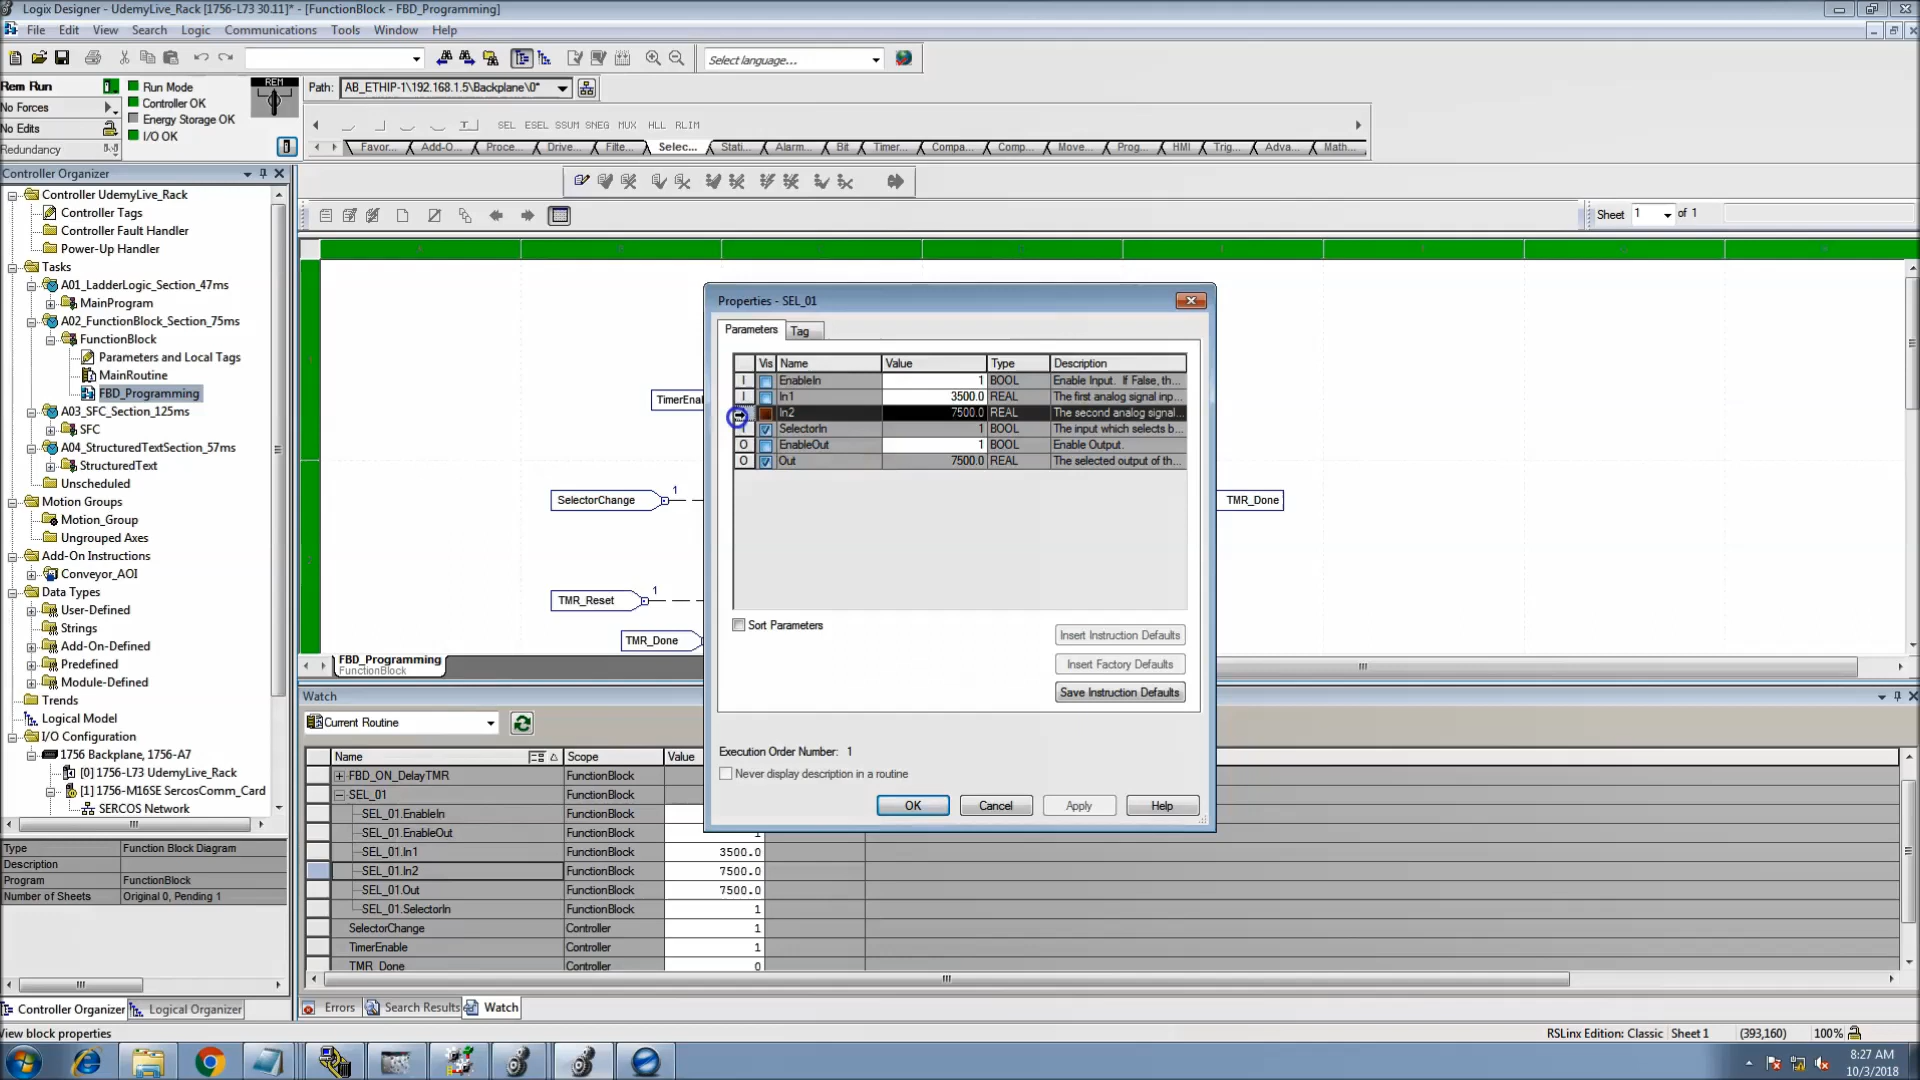 Logix Designer - UdemyLive_Rack [1756-L73 30.11]* - [FunctionBlock - FBD_Programming]
File Edit View Search Logic Communications Tools Window Help
Select language...
Rem Run
No Forces
No Edits
Redundancy
Run Mode
Controller OK
Energy Storage OK
I/O OK
REM
Path: AB_ETHIP-1\192.168.1.5\Backplane\0*
SEL ESEL SSUM SNEG MUX HLL RLIM
Favor... Add-O... Proce... Drive... Filte... Selec... Stati... Alarm... Bit Timer... Compa... Comp... Move... Prog... HMI Trig... Adva... Math...
Sheet 1 of 1
Controller Organizer
Controller UdemyLive_Rack
Controller Tags
Controller Fault Handler
Power-Up Handler
Tasks
A01_LadderLogic_Section_47ms
MainProgram
A02_FunctionBlock_Section_75ms
FunctionBlock
Parameters and Local Tags
MainRoutine
FBD_Programming
A03_SFC_Section_125ms
SFC
A04_StructuredTextSection_57ms
StructuredText
Unscheduled
Motion Groups
Motion_Group
Ungrouped Axes
Add-On Instructions
Conveyor_AOI
Data Types
User-Defined
Strings
Add-On-Defined
Predefined
Module-Defined
Trends
Logical Model
I/O Configuration
1756 Backplane, 1756-A7
[0] 1756-L73 UdemyLive_Rack
[1] 1756-M16SE SercosComm_Card
SERCOS Network
Type Function Block Diagram
Description
Program FunctionBlock
Number of Sheets Original 0, Pending 1
Controller Organizer Logical Organizer
View block properties
TimerEnal
SelectorChange 1
TMR_Reset 1
TMR_Done
TMR_Done
FBD_Programming
FunctionBlock
Properties - SEL_01
Parameters Tag
Vis Name Value Type Description
I EnableIn 1 BOOL Enable Input. If False, th...
I In1 3500.0 REAL The first analog signal inp...
In2 7500.0 REAL The second analog signal...
I SelectorIn 1 BOOL The input which selects b...
O EnableOut 1 BOOL Enable Output.
O Out 7500.0 REAL The selected output of th...
Sort Parameters
Insert Instruction Defaults
Insert Factory Defaults
Save Instruction Defaults
Execution Order Number: 1
Never display description in a routine
OK Cancel Apply Help
Watch
Current Routine
Name Scope Value
FBD_ON_DelayTMR FunctionBlock
SEL_01 FunctionBlock
SEL_01.EnableIn FunctionBlock
SEL_01.EnableOut FunctionBlock 1
SEL_01.In1 FunctionBlock 3500.0
SEL_01.In2 FunctionBlock 7500.0
SEL_01.Out FunctionBlock 7500.0
SEL_01.SelectorIn FunctionBlock 1
SelectorChange Controller 1
TimerEnable Controller 1
TMR_Done Controller 0
Errors Search Results Watch
RSLinx Edition: Classic Sheet 1 (393,160) 100%
8:27 AM
10/3/2018